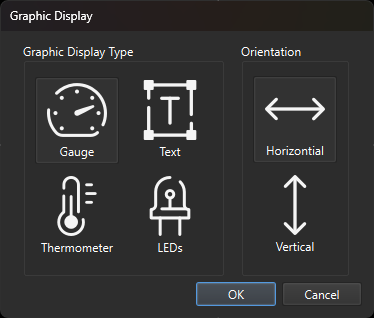 Graphic Display
Graphic Display Type
Orientation
Gauge
T
Text
Horizontial
Thermometer
LEDs
Vertical
OK
Cancel